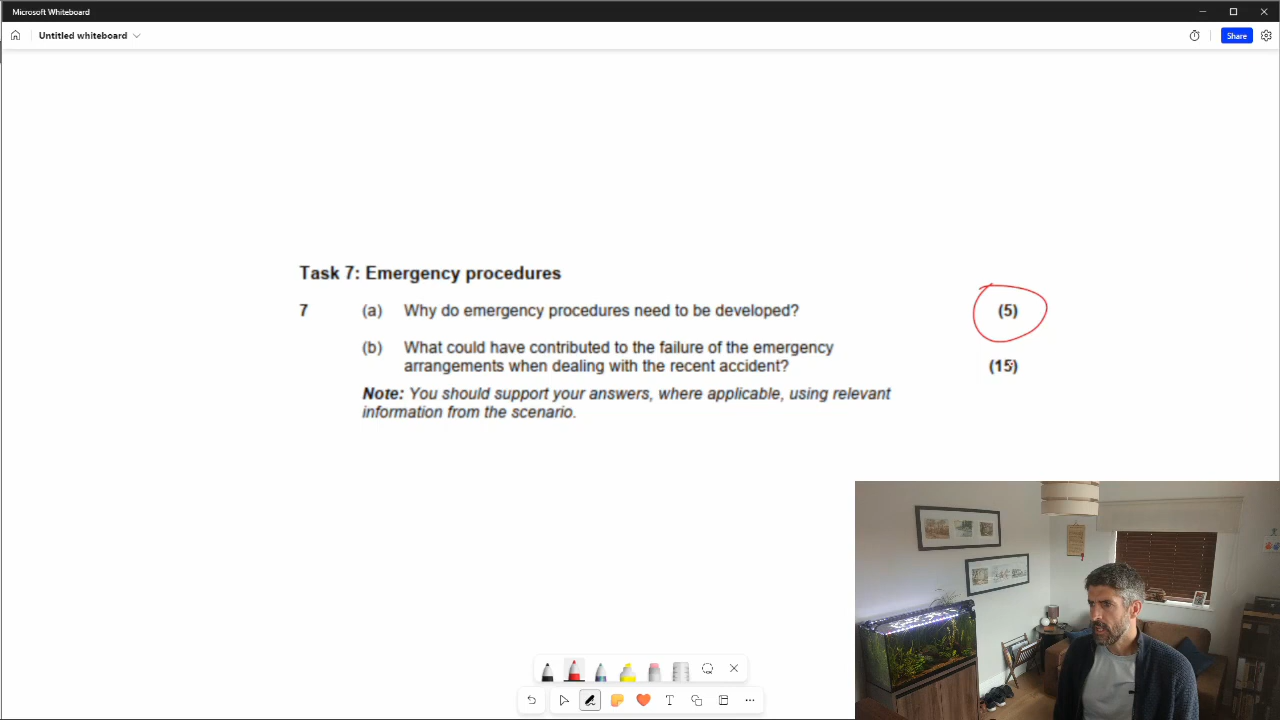 Microsoft Whiteboard
Untitled whiteboard
Share
Task 7: Emergency procedures
7 (a) Why do emergency procedures need to be developed? (5)
(b) What could have contributed to the failure of the emergency
arrangements when dealing with the recent accident? (15)
Note: You should support your answers, where applicable, using relevant
information from the scenario.